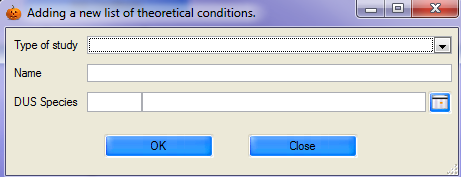 Adding a new list of theoretical conditions.
Type of study
Name
DUS Species
OK Close